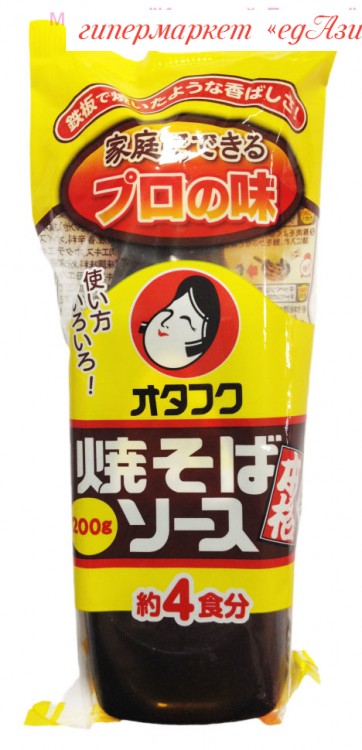 гипермаркет «едАзи
鉄板で焼いたような香ばしさ!
家庭でできる
プロの味
使い方
いろいろ!
オタフク
焼そば
ソース
200g
約4食分